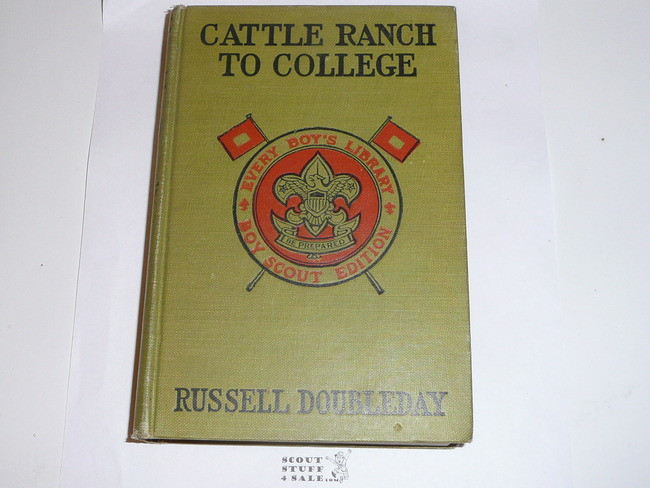 CATTLE RANCH
TO COLLEGE
EVERY BOY'S LIBRARY
BE PREPARED
BOY SCOUT EDITION
RUSSELL DOUBLEDAY
SCOUT
STUFF
4 SALE.com